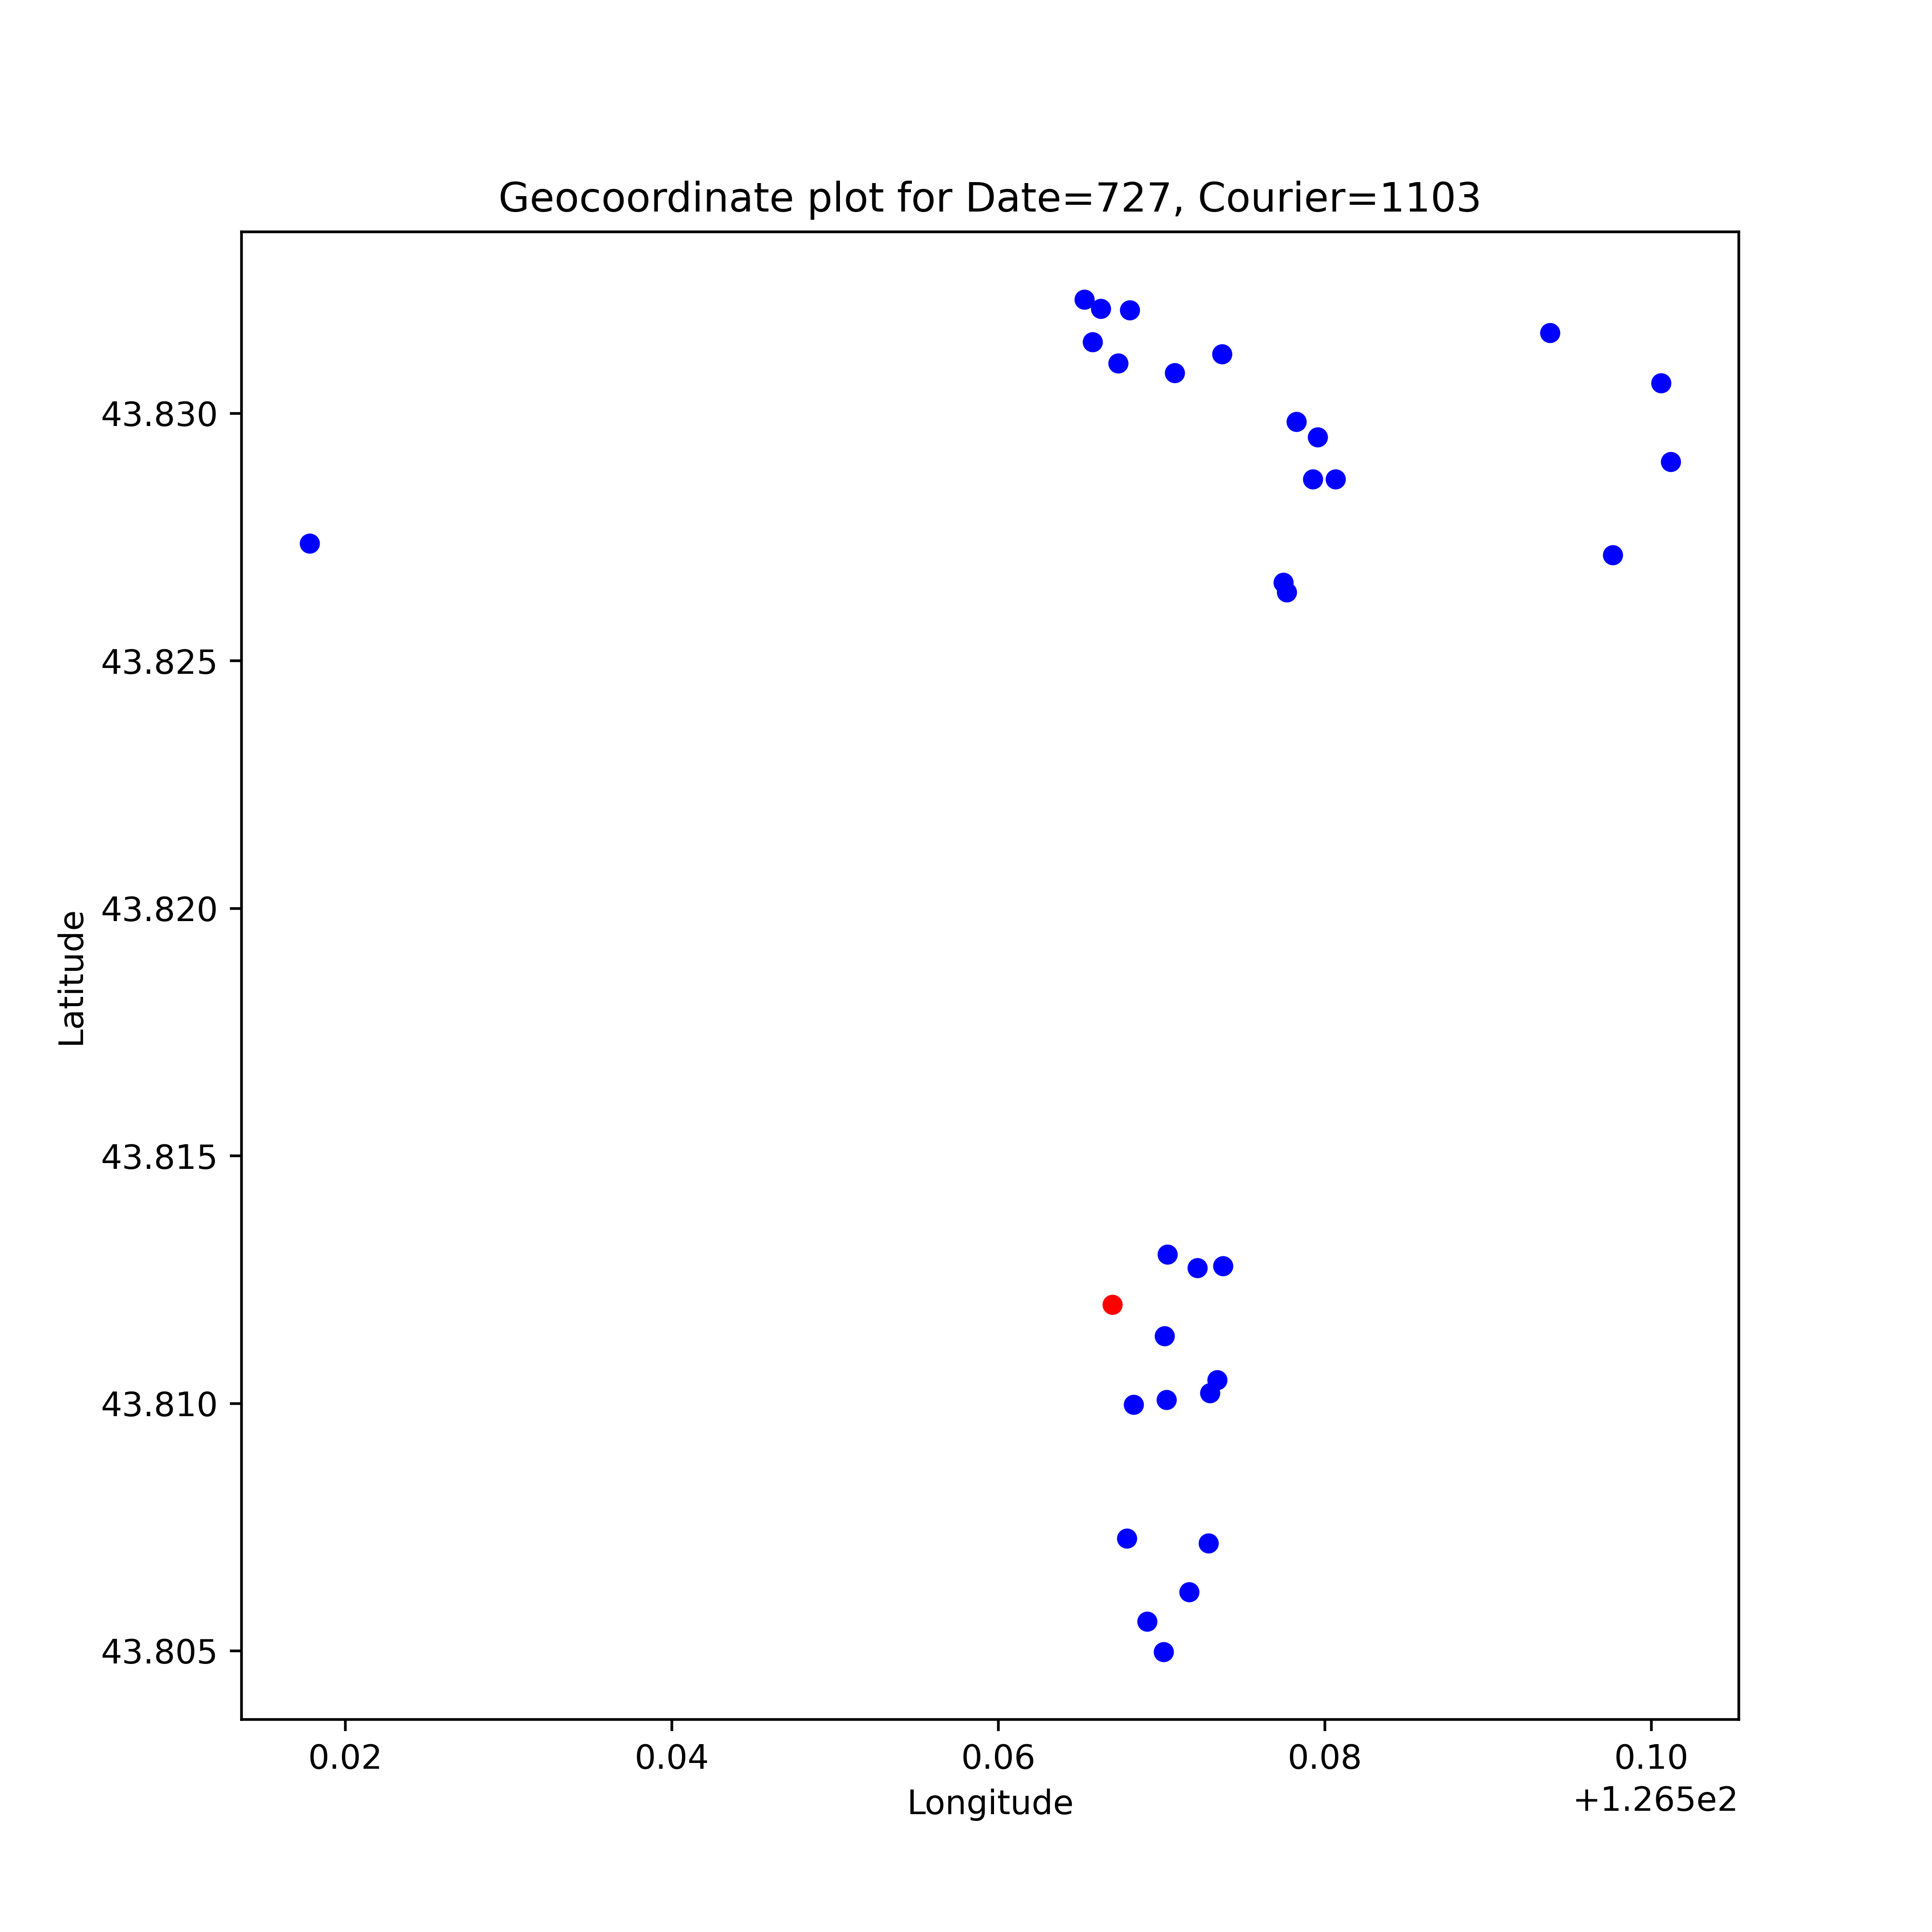 Geocoordinate plot for Date=727, Courier=1103
43.830
43.825
43.820
43.815
43.810
43.805
Latitude
0.02 0.04 0.06 0.08 0.10
Longitude
+1.265e2